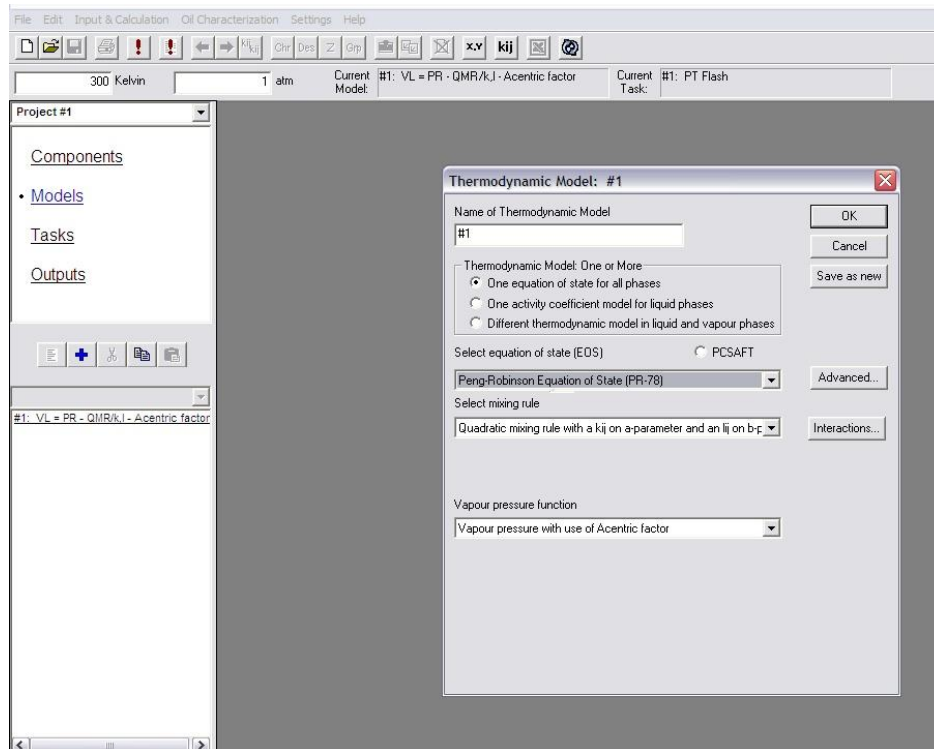 File Edit Input & Calculation Oil Characterization Settings Help
kij kij Chr Des Z Grp x,y kij
300 Kelvin 1 atm Current Model: #1: VL = PR - QMR/k,l - Acentric factor Current Task: #1: PT Flash
Project #1
Components
• Models
Tasks
Outputs
#1: VL = PR - QMR/k,l - Acentric factor
Thermodynamic Model: #1
Name of Thermodynamic Model
#1
OK
Cancel
Save as new
Thermodynamic Model: One or More
One equation of state for all phases
One activity coefficient model for liquid phases
Different thermodynamic model in liquid and vapour phases
Select equation of state (EOS) PCSAFT
Peng-Robinson Equation of State (PR-78) Advanced...
Select mixing rule
Quadratic mixing rule with a kij on a-parameter and an lij on b-p Interactions...
Vapour pressure function
Vapour pressure with use of Acentric factor